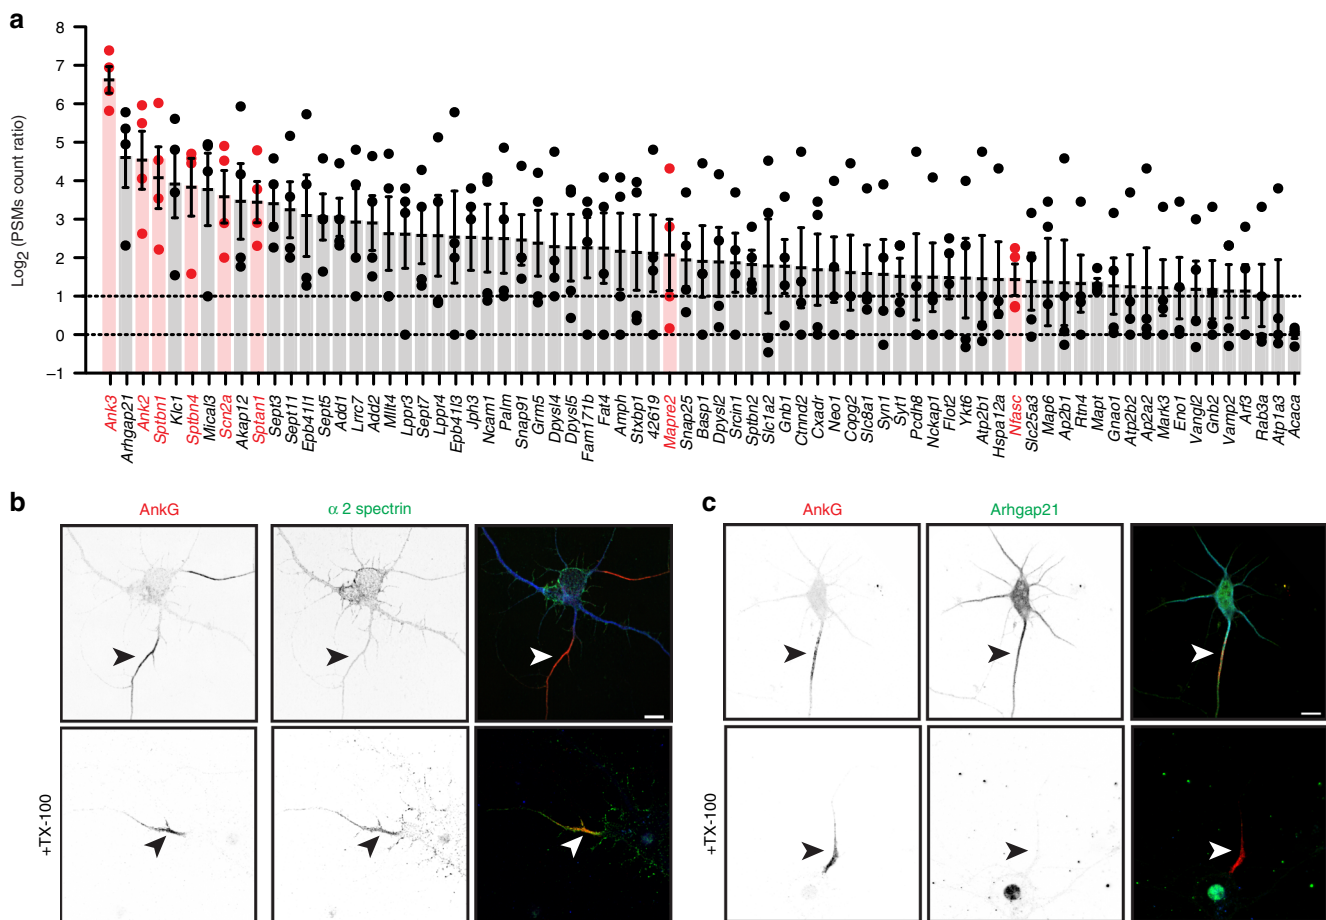 a
Log2 (PSMs count ratio)
8
7
6
5
4
3
2
1
0
–1
Ank3
Arhgap21
Ank2
Sptbn1
Klc1
Sptbn4
Mical3
Scn2a
Akap12
Sptan1
Sept3
Sept11
Epb41l1
Sept5
Add1
Lrrc7
Add2
Mllt4
Lppr3
Sept7
Lppr4
Epb41l3
Jph3
Ncam1
Palm
Snap91
Grm5
Dpysl4
Dpysl5
Fam171b
Fat4
Amph
Stxbp1
42619
Mapre2
Snap25
Basp1
Dpysl2
Srcin1
Sptbn2
Slc1a2
Gnb1
Ctnnd2
Cxadr
Neo1
Copg2
Slc8a1
Syn1
Syt1
Pcdh8
Nckap1
Flot2
Ykt6
Atp2b1
Hspa12a
Nfasc
Slc25a3
Map6
Ap2b1
Rtn4
Mapt
Gnao1
Atp2b2
Ap2a2
Mark3
Eno1
Vangl2
Gnb2
Vamp2
Arf3
Rab3a
Atp1a3
Acaca
b
AnkG
α 2 spectrin
+TX-100
c
AnkG
Arhgap21
+TX-100